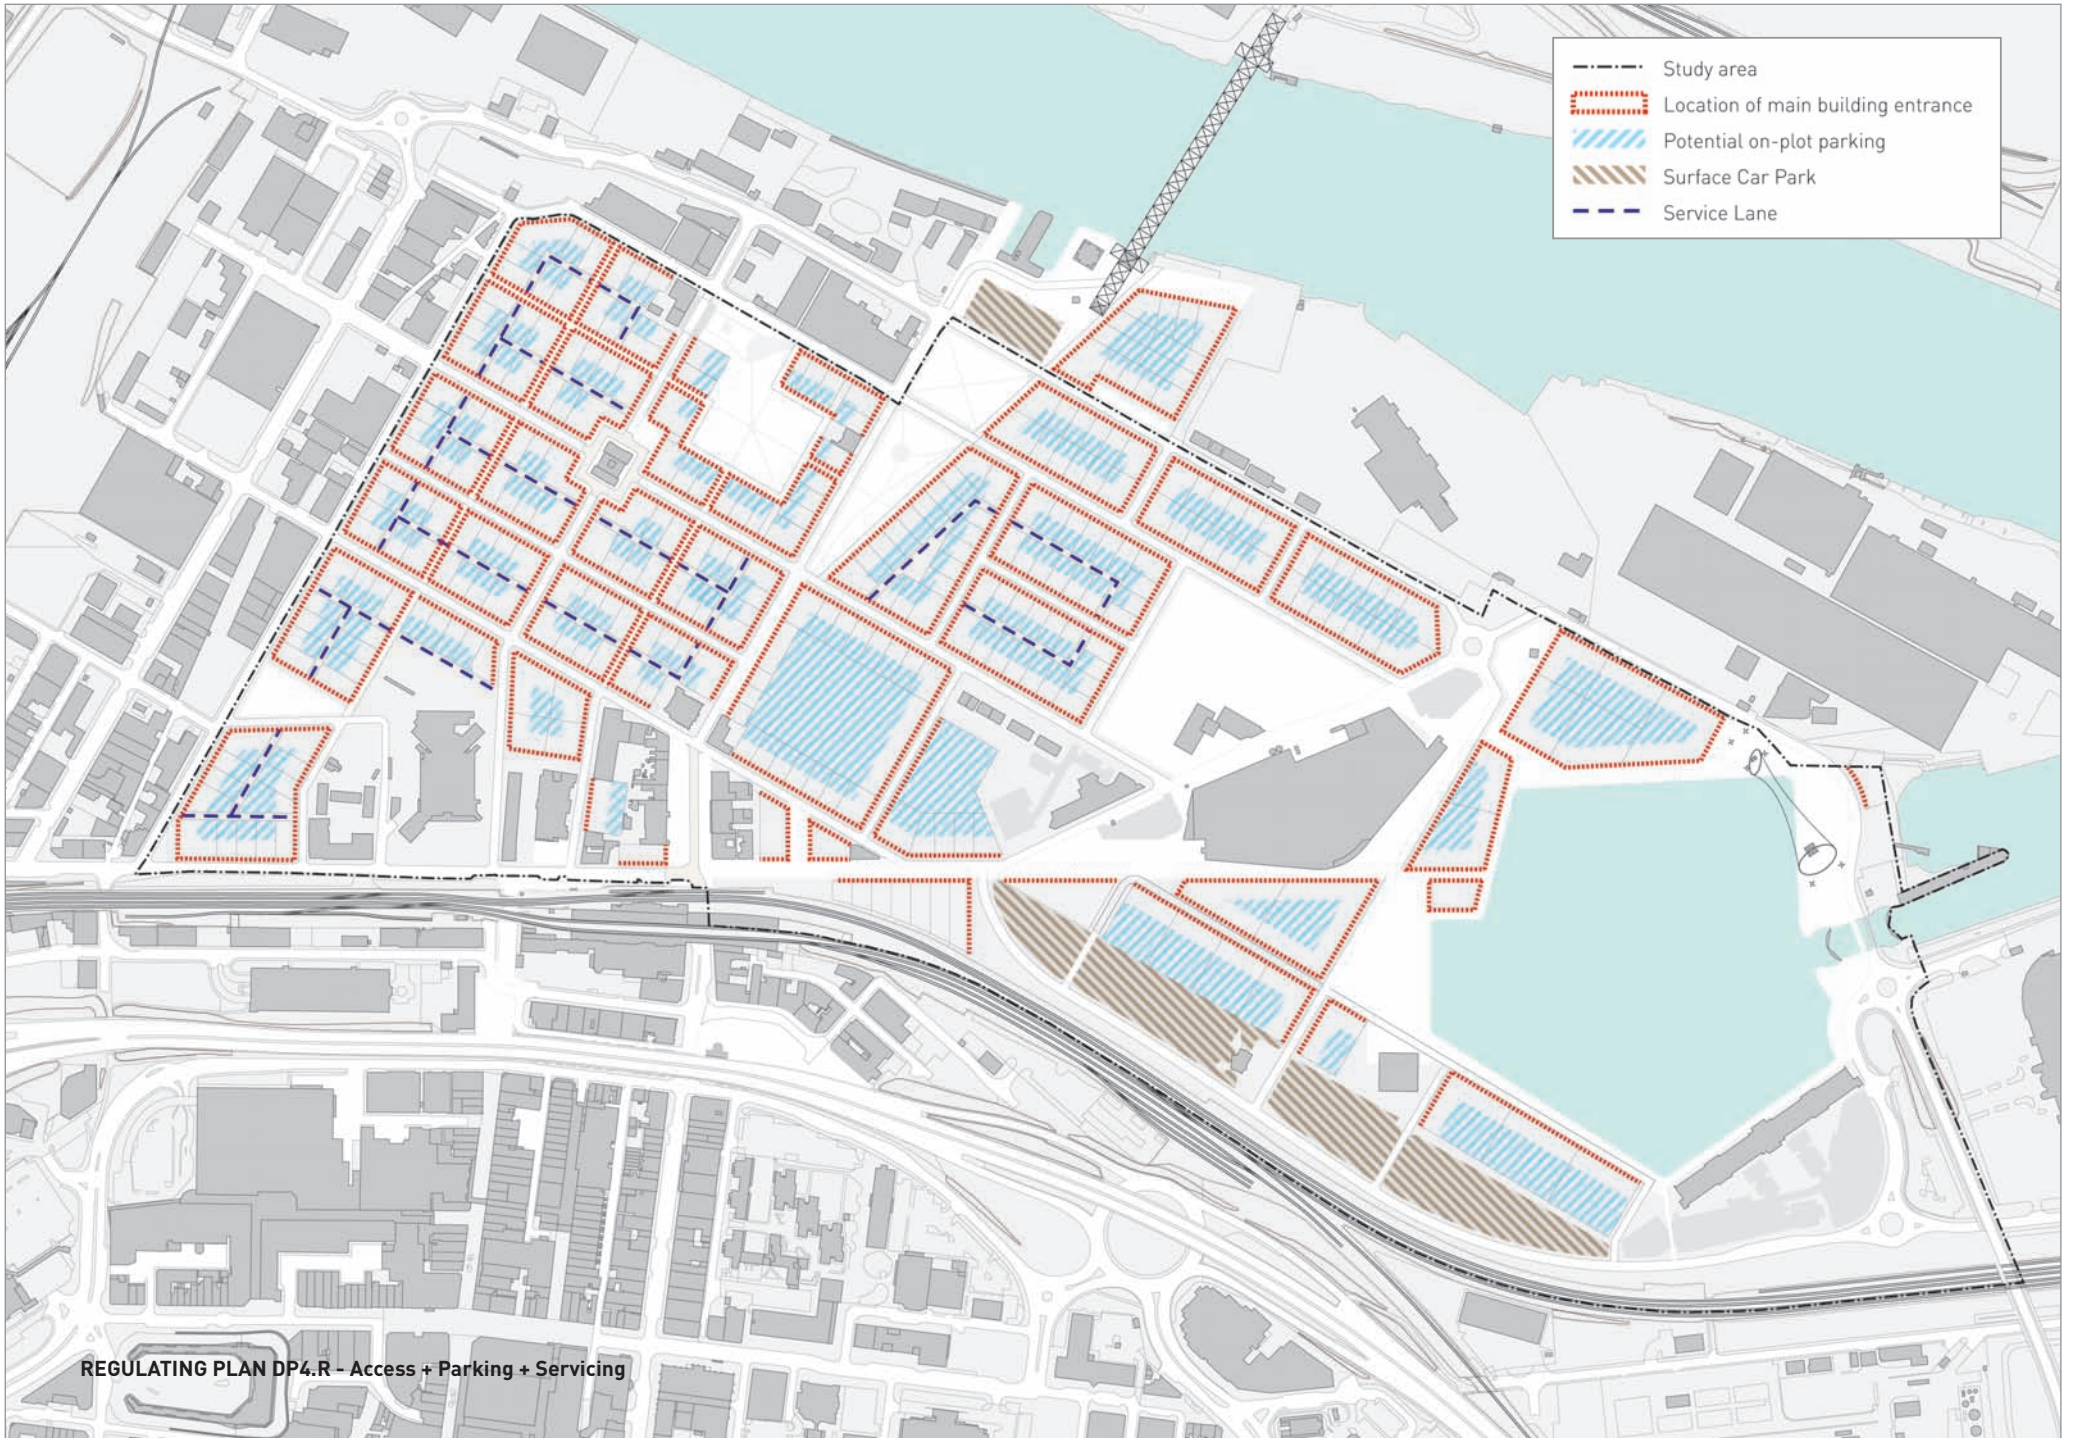 Study area
Location of main building entrance
Potential on-plot parking
Surface Car Park
Service Lane
REGULATING PLAN DP4.R - Access + Parking + Servicing